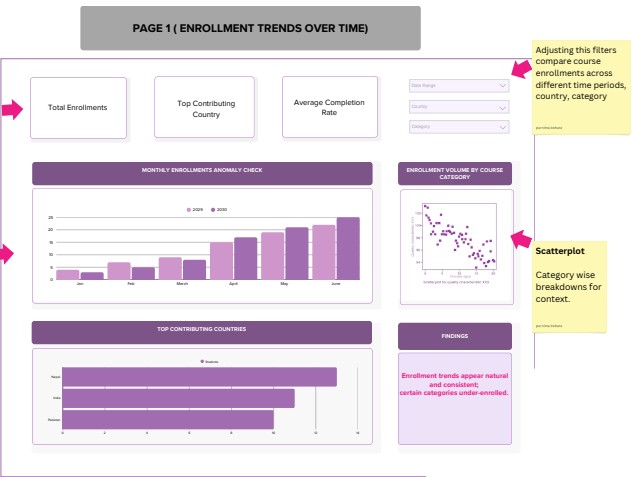 PAGE 1 ( ENROLLMENT TRENDS OVER TIME)
Adjusting this filters
compare course
enrollments across
different time periods,
country, category
Total Enrollments
Top Contributing
Country
Average Completion
Rate
Date Range
Country
Category
MONTHLY ENROLLMENTS ANOMALY CHECK
2029
2030
25
20
15
10
5
0
Jan
Feb
March
April
May
June
ENROLLMENT VOLUME BY COURSE
CATEGORY
0
5
10
Scatterplot
Category wise
breakdowns for
context.
TOP CONTRIBUTING COUNTRIES
Students
Nepal
India
0
2
4
6
8
10
12
14
FINDINGS
Enrollment trends appear natural
and consistent;
certain categories under-enrolled.